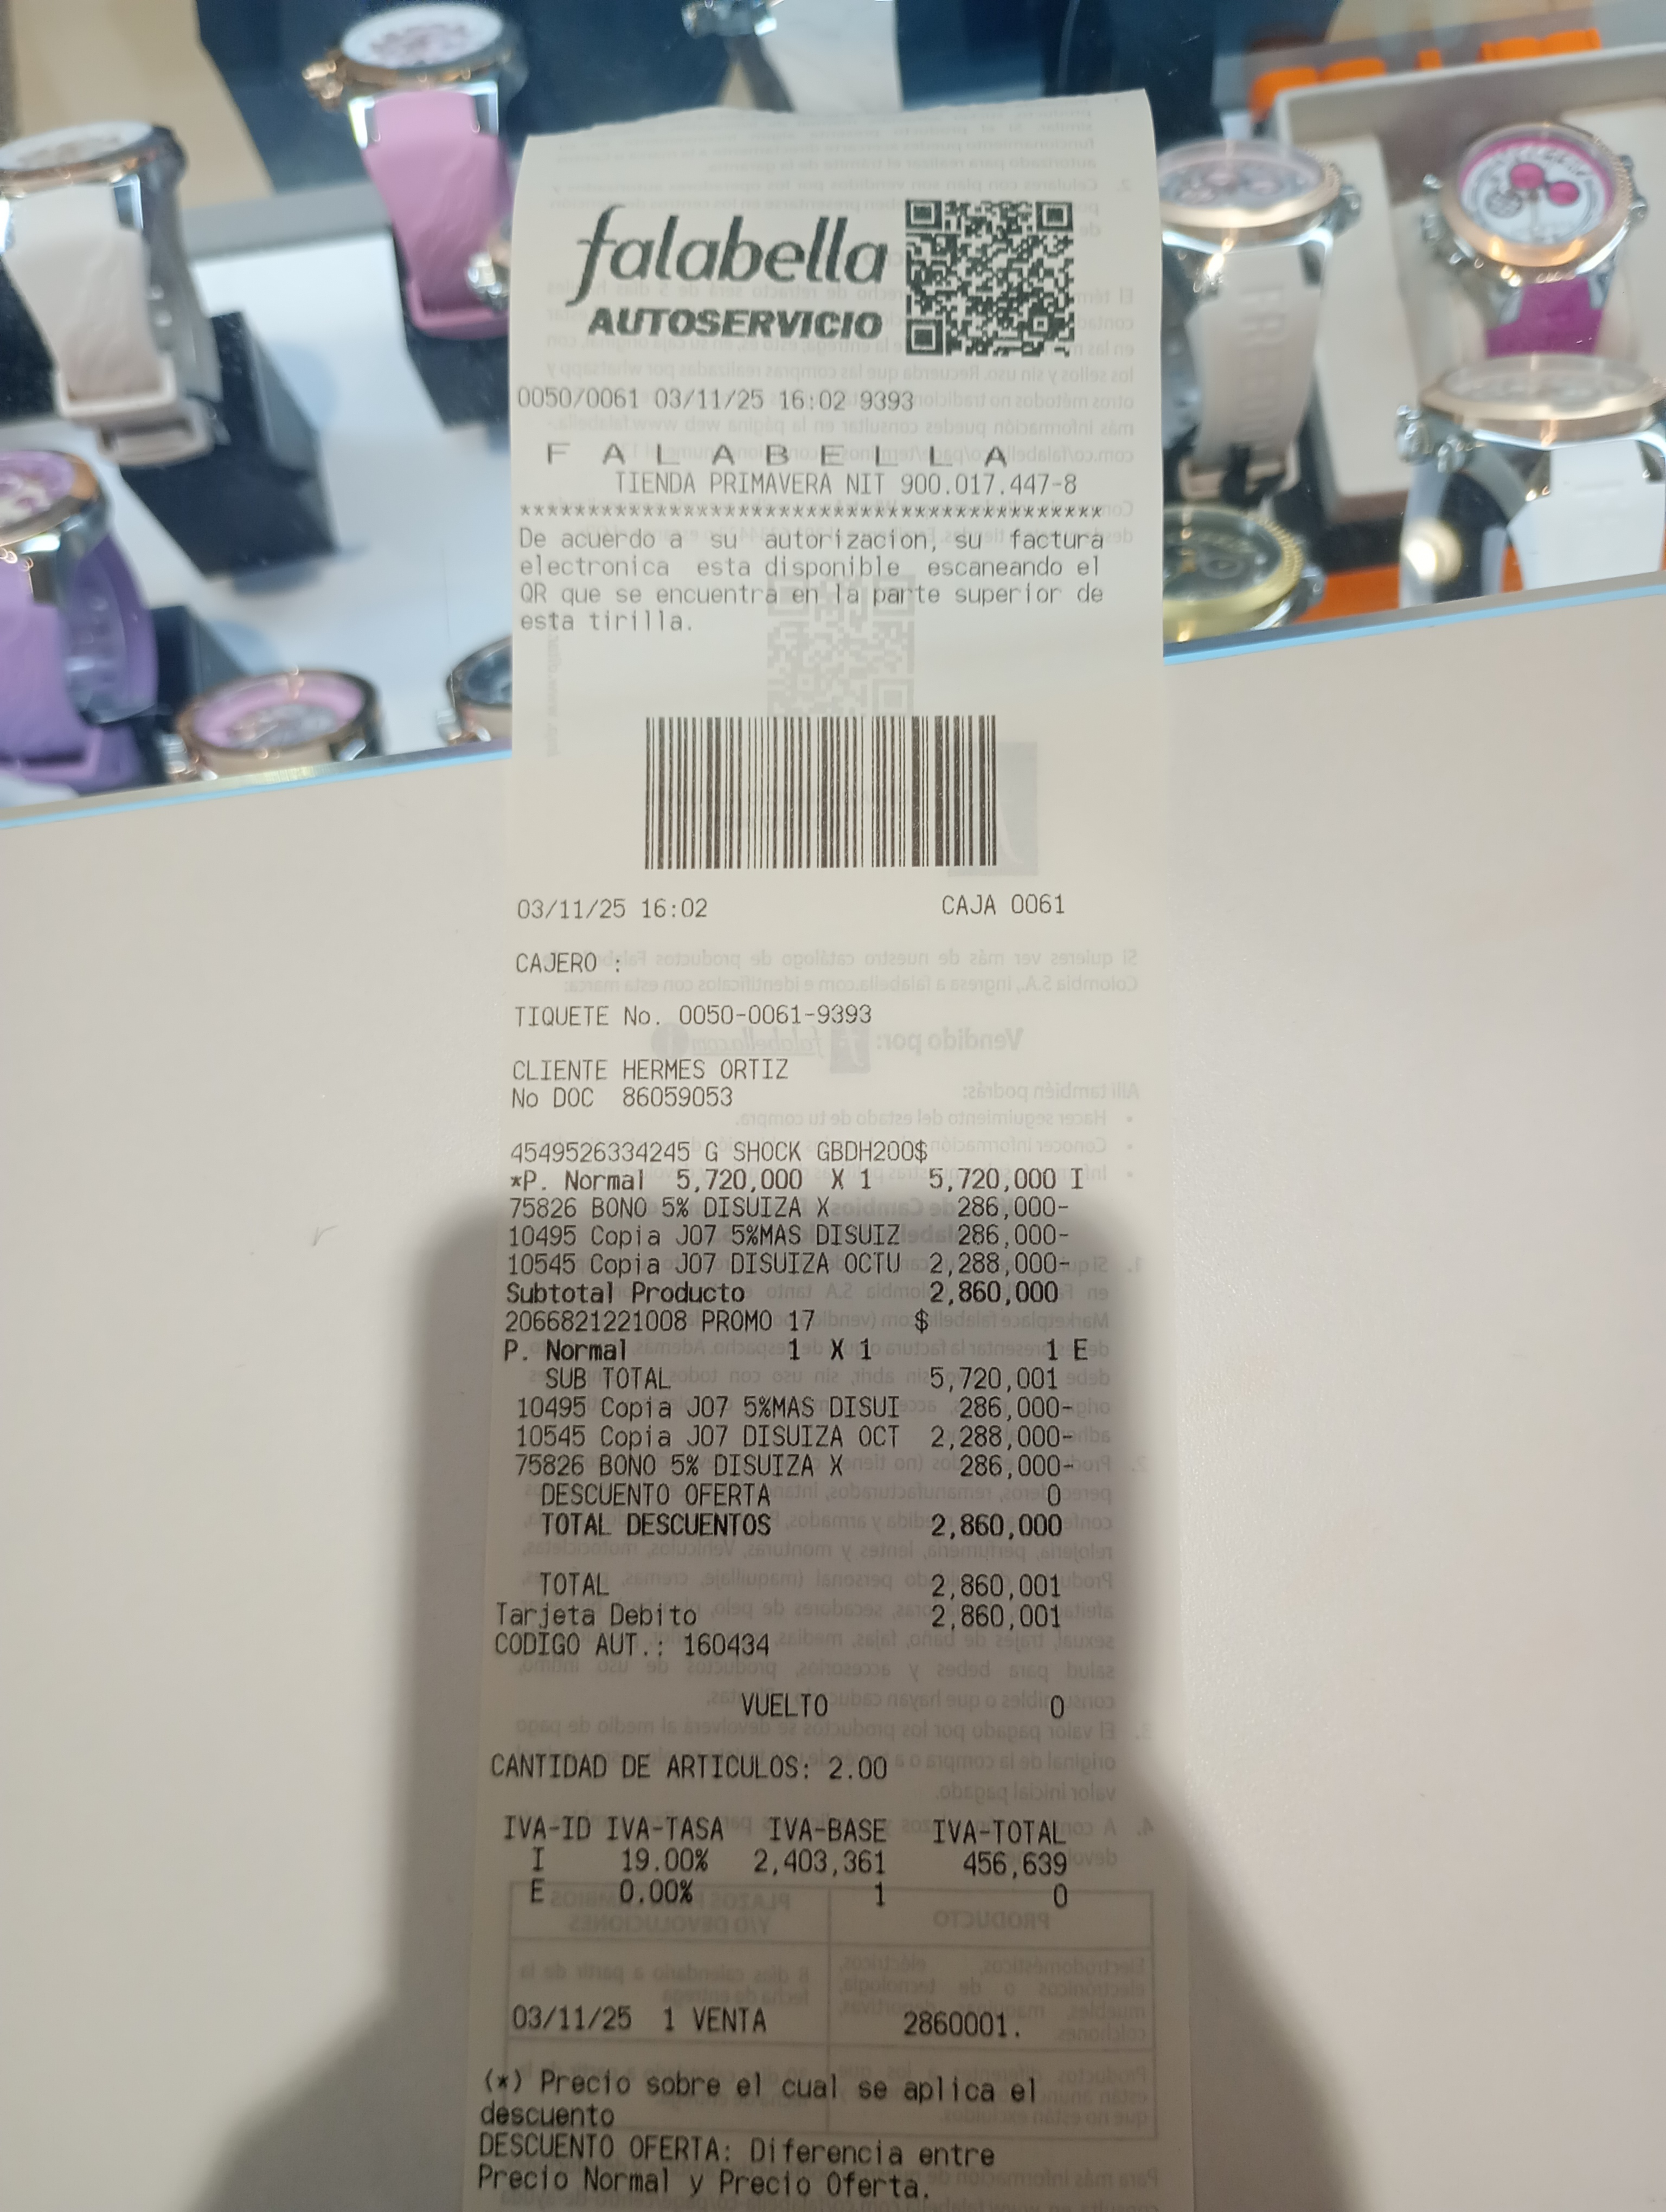 falabella
AUTOSERVICIO
0050/0061 03/11/25 16:02 9393
F A L A B E L L A
TIENDA PRIMAVERA NIT 900.017.447-8
*******************************************
De acuerdo a su autorizacion, su factura
electronica esta disponible escaneando el
QR que se encuentra en la parte superior de
esta tirilla.
03/11/25 16:02 CAJA 0061
CAJERO :
TIQUETE No. 0050-0061-9393
CLIENTE HERMES ORTIZ
No DOC 86059053
4549526334245 G SHOCK GBDH200$
*P. Normal 5,720,000 X 1 5,720,000 I
75826 BONO 5% DISUIZA X 286,000-
10495 Copia J07 5%MAS DISUIZ 286,000-
10545 Copia J07 DISUIZA OCTU 2,288,000-
Subtotal Producto 2,860,000
2066821221008 PROMO 17 $
P. Normal 1 X 1 1 E
SUB TOTAL 5,720,001
10495 Copia J07 5%MAS DISUI 286,000-
10545 Copia J07 DISUIZA OCT 2,288,000-
75826 BONO 5% DISUIZA X 286,000-
DESCUENTO OFERTA 0
TOTAL DESCUENTOS 2,860,000
TOTAL 2,860,001
Tarjeta Debito 2,860,001
CODIGO AUT.: 160434
VUELTO 0
CANTIDAD DE ARTICULOS: 2.00
IVA-ID IVA-TASA IVA-BASE IVA-TOTAL
I 19.00% 2,403,361 456,639
E 0.00% 1 0
03/11/25 1 VENTA 2860001.
(*) Precio sobre el cual se aplica el
descuento
DESCUENTO OFERTA: Diferencia entre
Precio Normal y Precio Oferta.